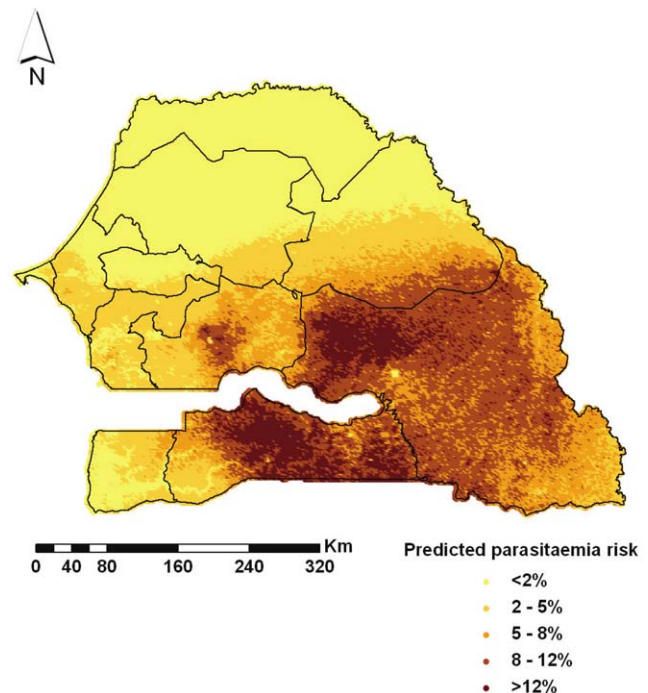 N
Km
0 40 80 160 240 320
Predicted parasitaemia risk
<2%
2 - 5%
5 - 8%
8 - 12%
>12%